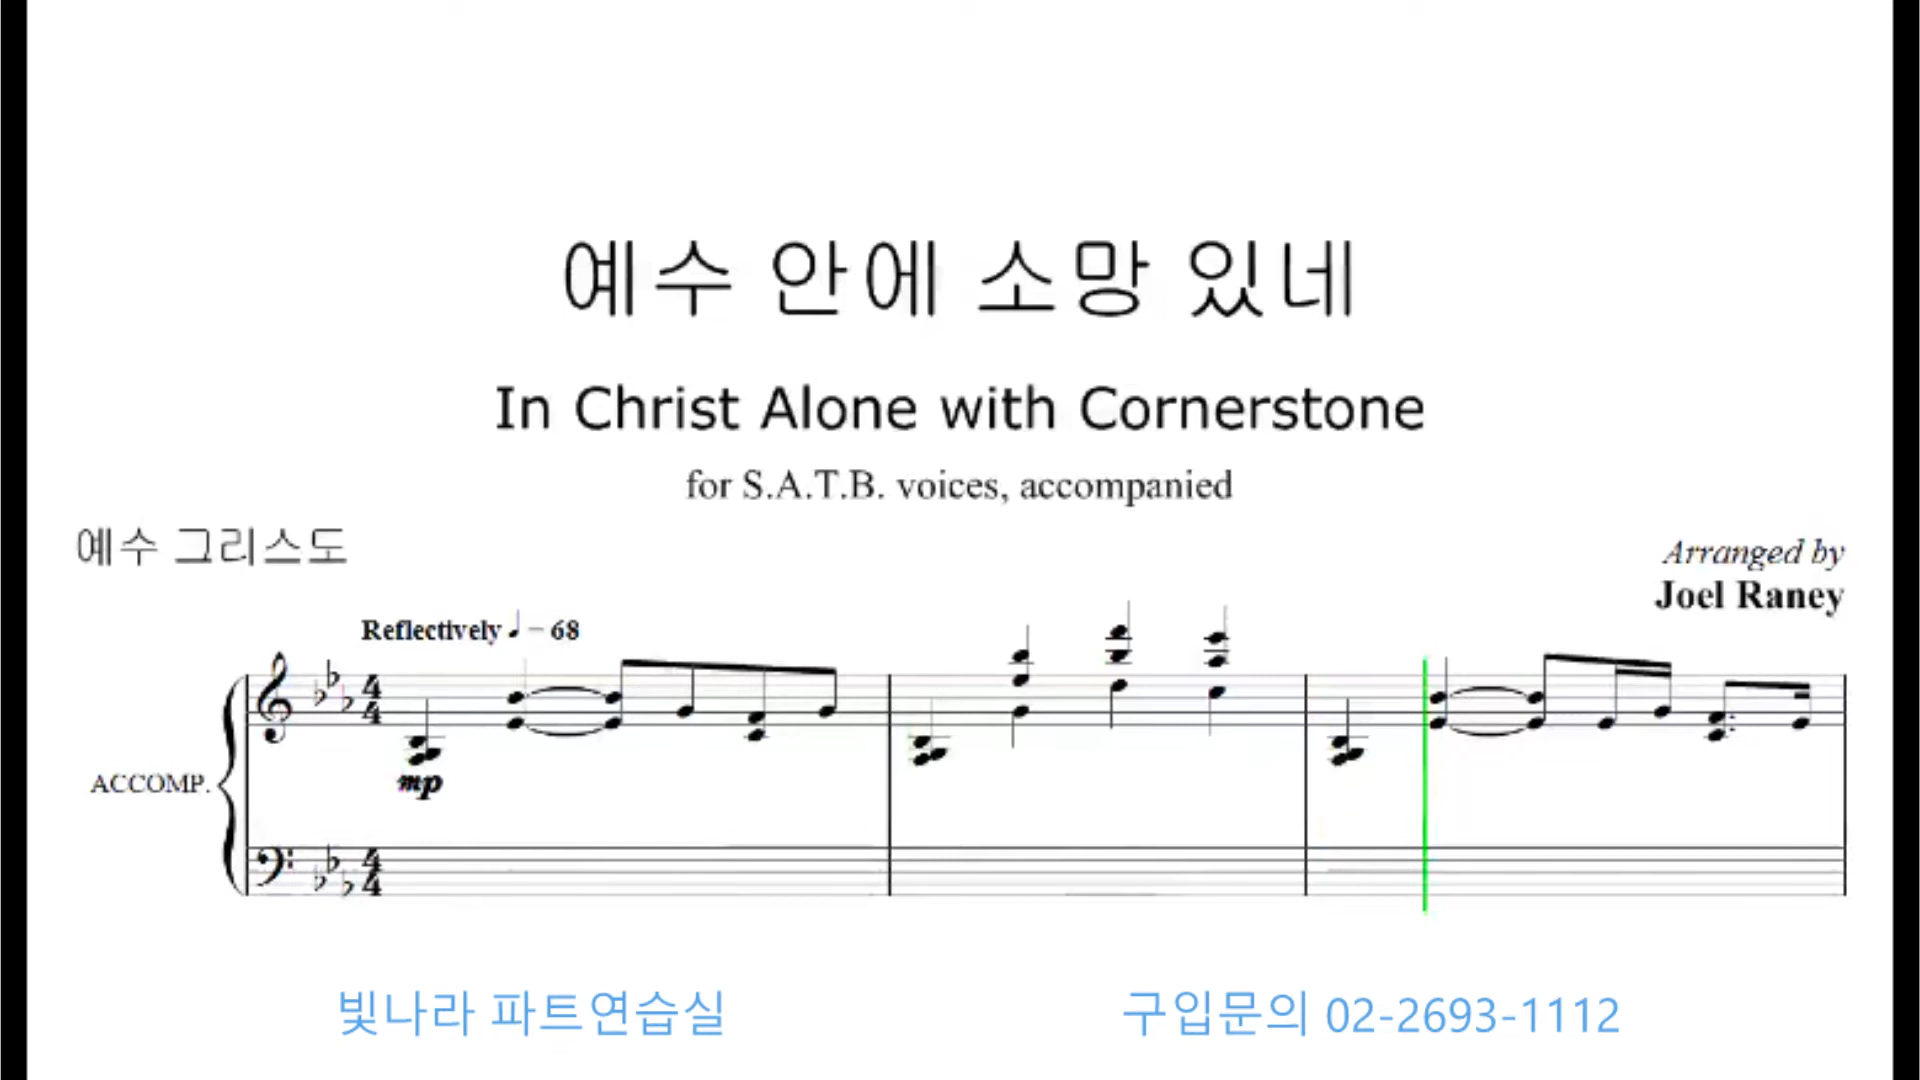 예수 안에 소망 있네
In Christ Alone with Cornerstone
for S.A.T.B. voices, accompanied
예수 그리스도
Arranged by
Joel Raney
Reflectively ♩ = 68
ACCOMP.
mp
빛나라 파트연습실
구입문의 02-2693-1112